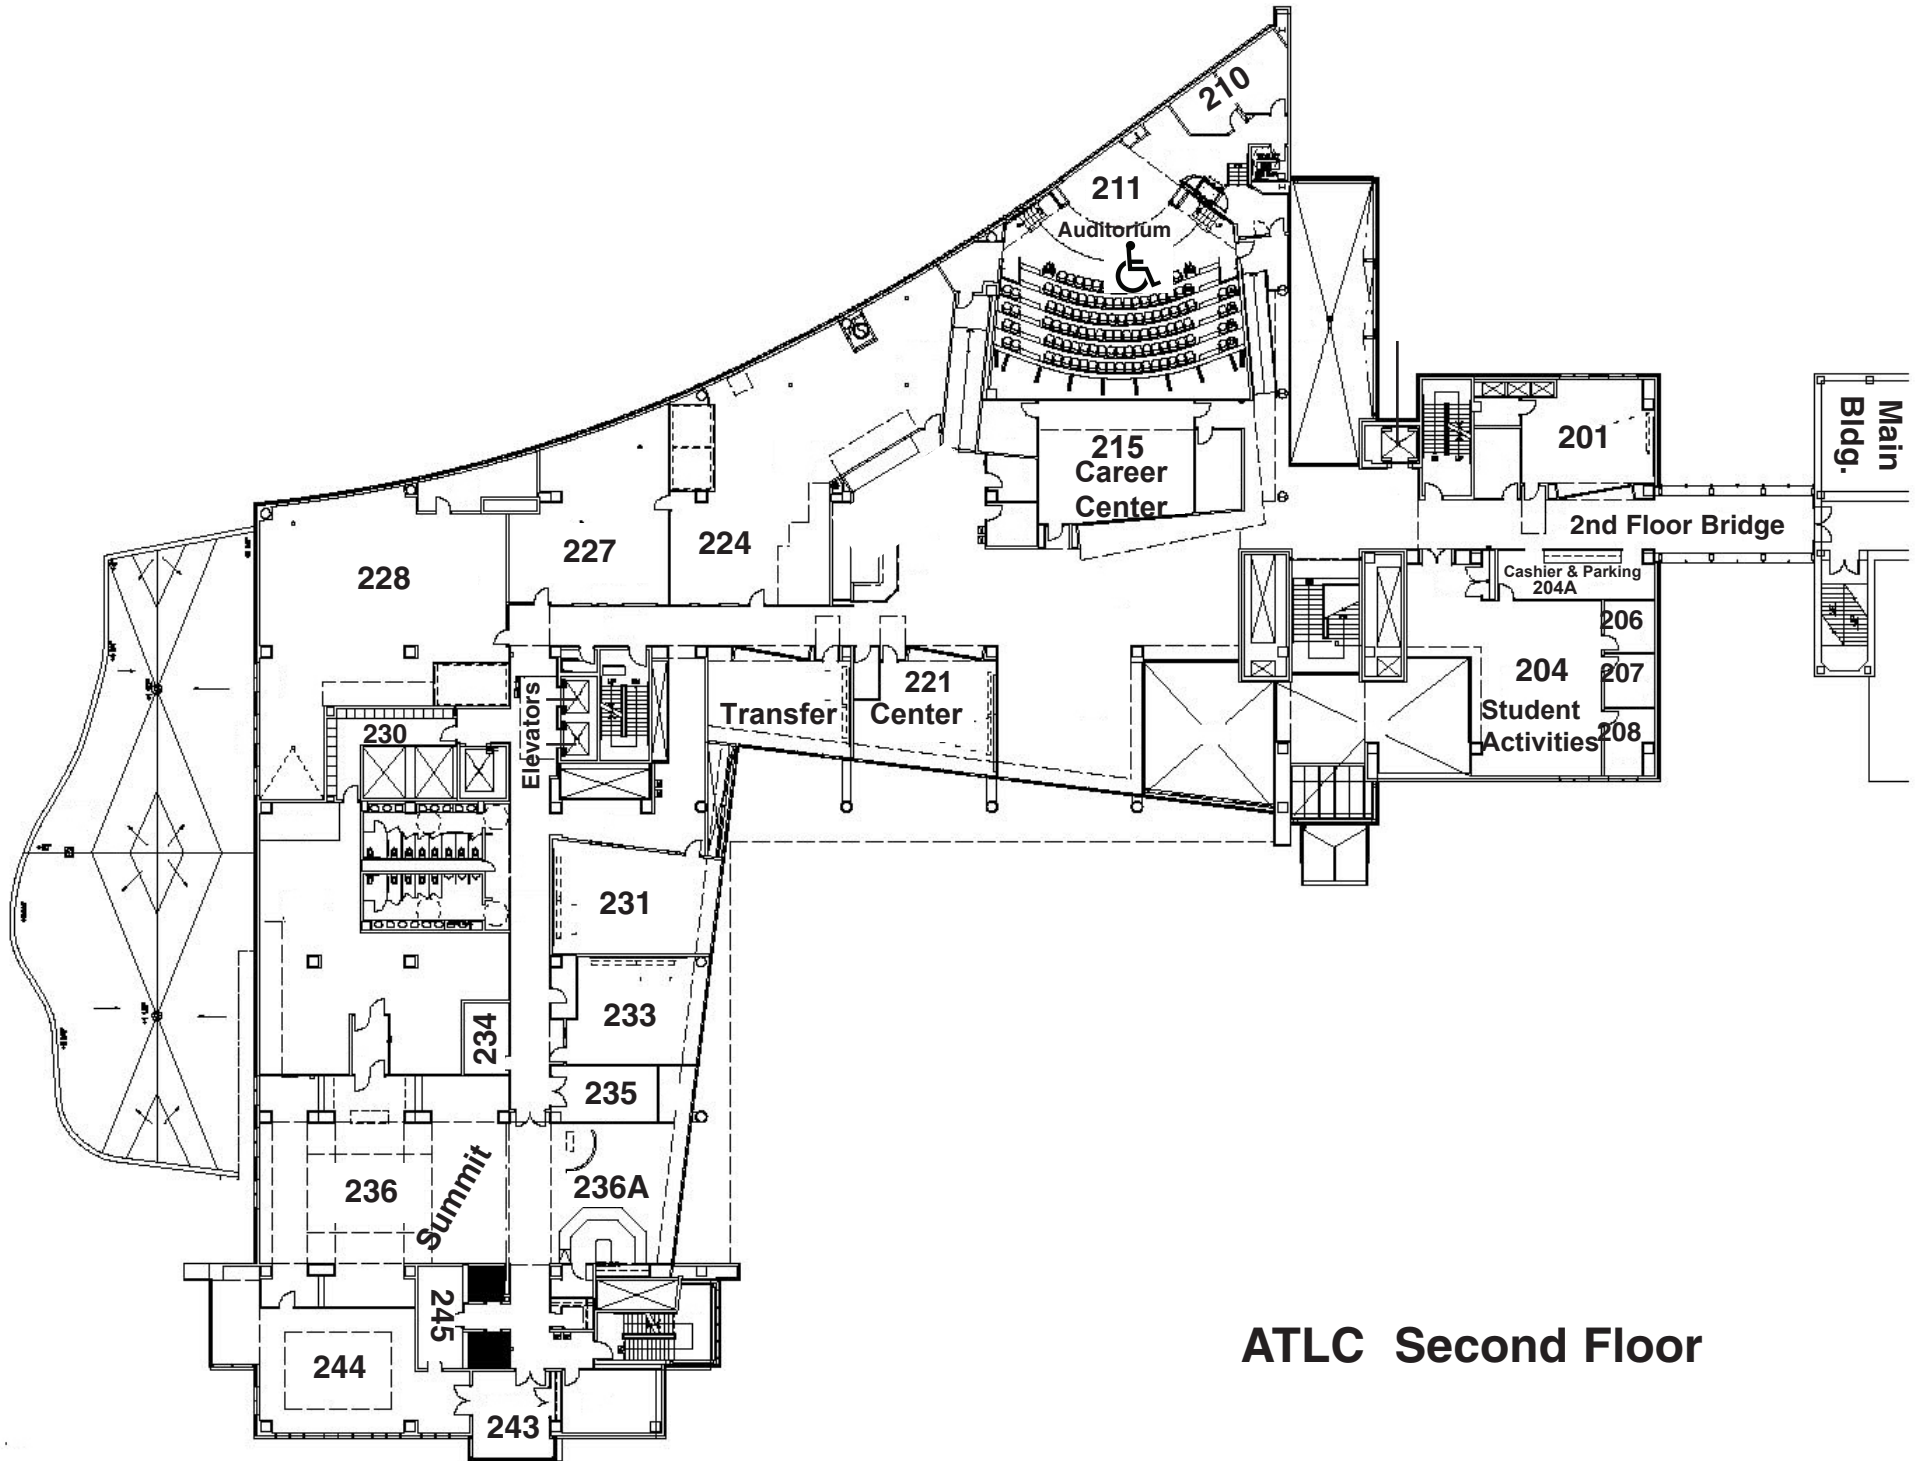 210
211
Auditorium
215
Career
Center
201
Main
Bldg.
2nd Floor Bridge
Cashier & Parking
204A
206
207
208
204
Student
Activities
228
227
224
221
Transfer Center
230
Elevators
231
233
234
235
236
Summit
236A
245
244
243
ATLC Second Floor